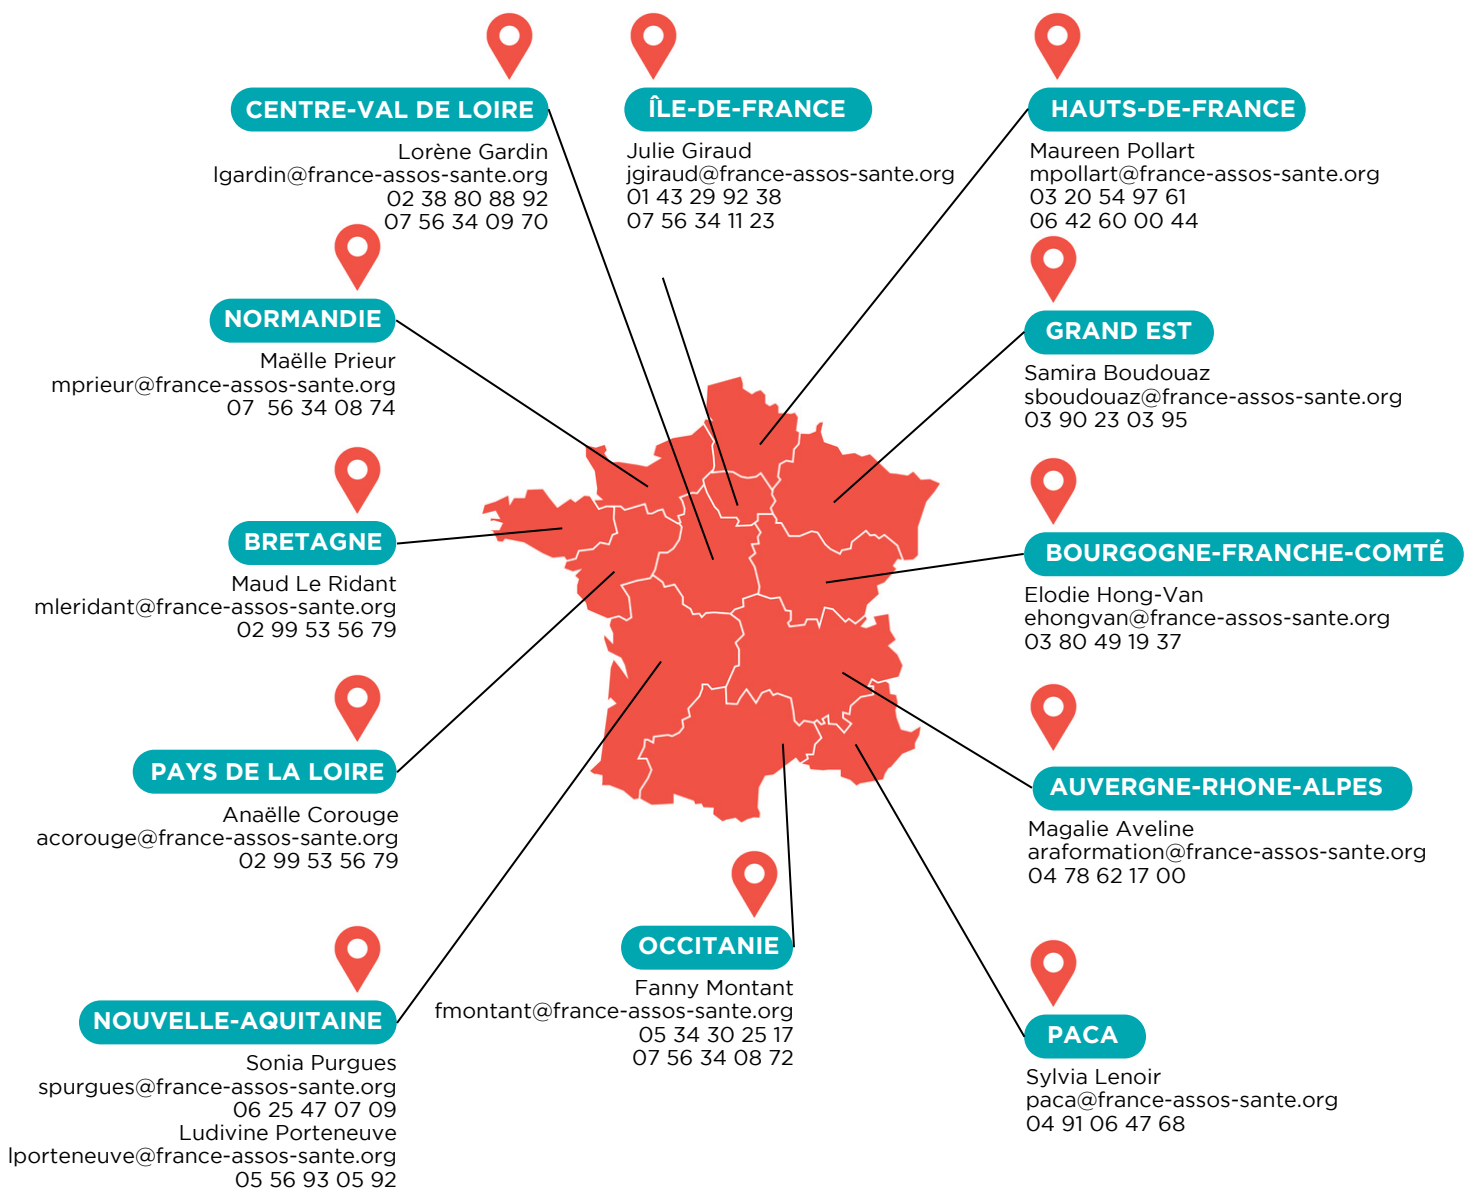 CENTRE-VAL DE LOIRE
Lorène Gardin
lgardin@france-assos-sante.org
02 38 80 88 92
07 56 34 09 70
ÎLE-DE-FRANCE
Julie Giraud
jgiraud@france-assos-sante.org
01 43 29 92 38
07 56 34 11 23
HAUTS-DE-FRANCE
Maureen Pollart
mpollart@france-assos-sante.org
03 20 54 97 61
06 42 60 00 44
NORMANDIE
Maëlle Prieur
mprieur@france-assos-sante.org
07  56 34 08 74
GRAND EST
Samira Boudouaz
sboudouaz@france-assos-sante.org
03 90 23 03 95
BRETAGNE
Maud Le Ridant
mleridant@france-assos-sante.org
02 99 53 56 79
BOURGOGNE-FRANCHE-COMTÉ
Elodie Hong-Van
ehongvan@france-assos-sante.org
03 80 49 19 37
PAYS DE LA LOIRE
Anaëlle Corouge
acorouge@france-assos-sante.org
02 99 53 56 79
AUVERGNE-RHONE-ALPES
Magalie Aveline
araformation@france-assos-sante.org
04 78 62 17 00
OCCITANIE
Fanny Montant
fmontant@france-assos-sante.org
05 34 30 25 17
07 56 34 08 72
NOUVELLE-AQUITAINE
Sonia Purgues
spurgues@france-assos-sante.org
06 25 47 07 09
Ludivine Porteneuve
lporteneuve@france-assos-sante.org
05 56 93 05 92
PACA
Sylvia Lenoir
paca@france-assos-sante.org
04 91 06 47 68